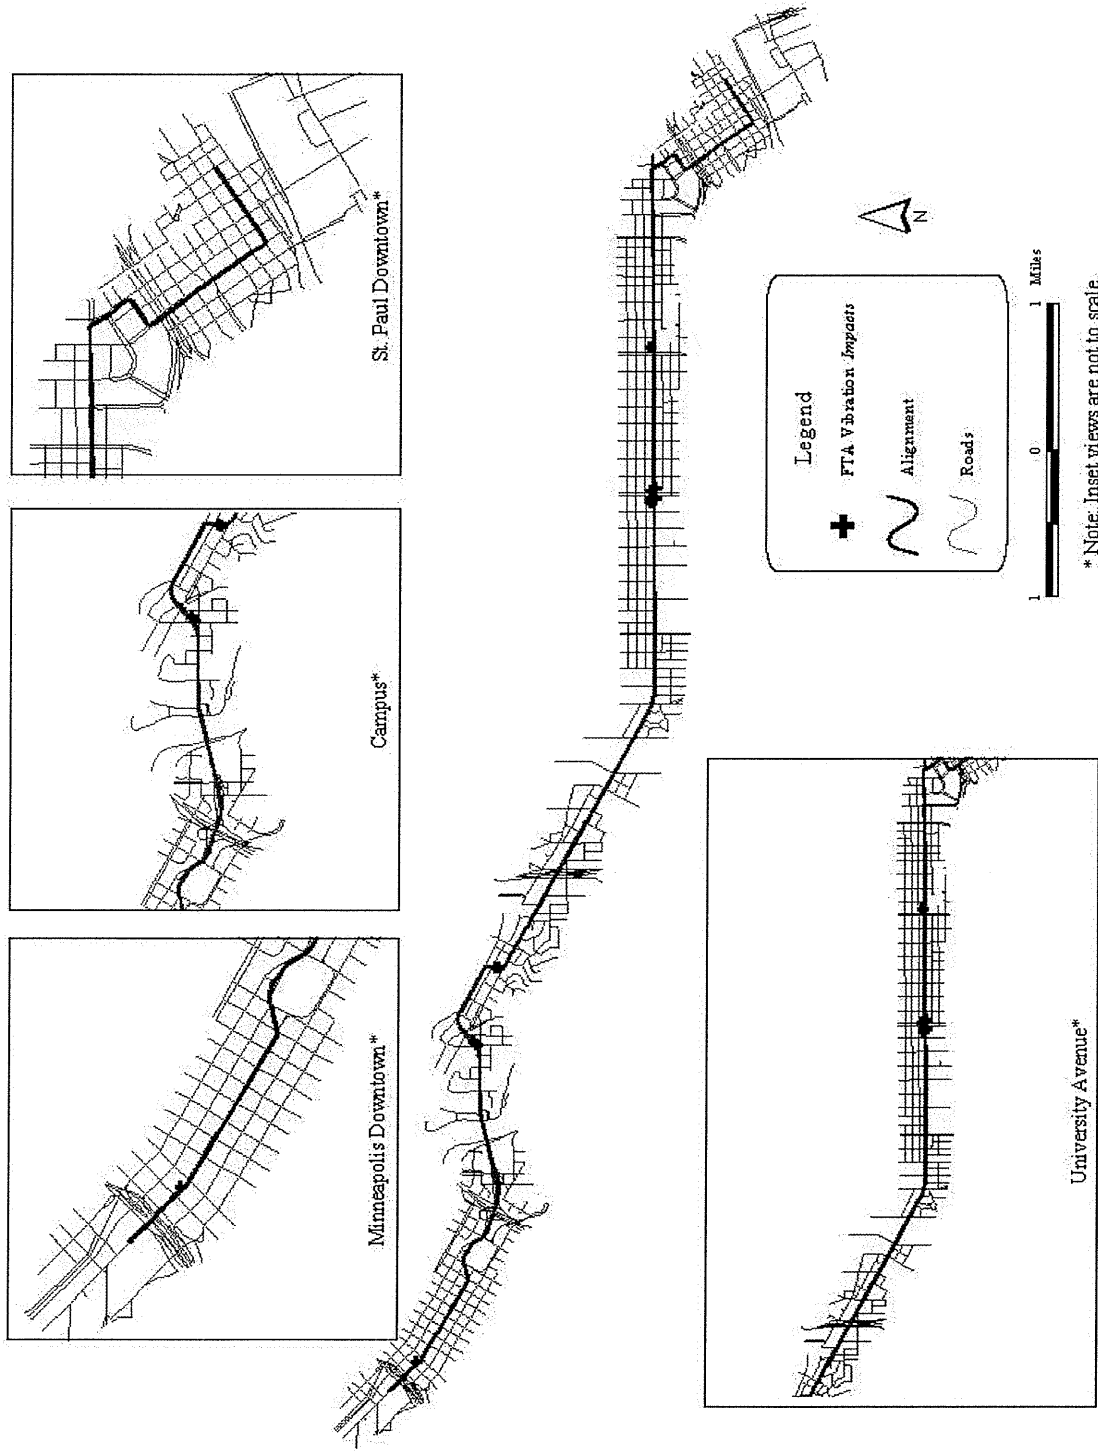 Minneapolis Downtown*
Campus*
St. Paul Downtown*
University Avenue*
Legend
FTA Vibration Impacts
Alignment
Roads
N
1 0 1 Miles
* Note: Inset views are not to scale